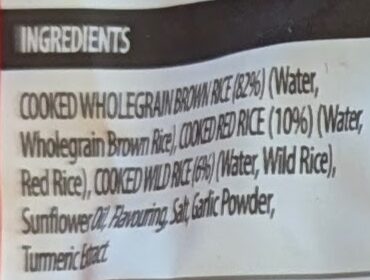 INGREDIENTS
COOKED WHOLEGRAIN BROWN RICE (82%) (Water,
Wholegrain Brown Rice), COOKED RED RICE (10%) (Water,
Red Rice), COOKED WILD RICE (6%) (Water, Wild Rice),
Sunflower Oil, Flavouring, Salt, Garlic Powder,
Turmeric Extract